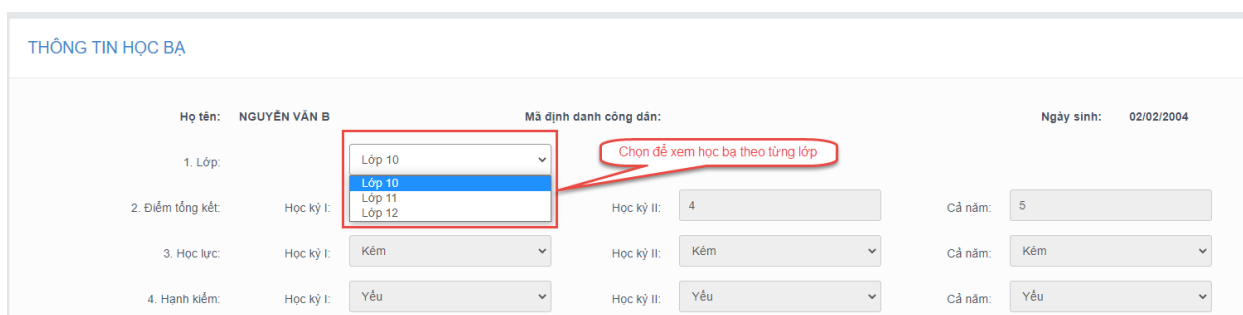 THÔNG TIN HỌC BẠ
Họ tên: NGUYỄN VĂN B Mã định danh công dân: Ngày sinh: 02/02/2004
1. Lớp: Lớp 10 Chọn để xem học bạ theo từng lớp
Lớp 10
Lớp 11
Lớp 12
2. Điểm tổng kết: Học kỳ I: Học kỳ II: 4 Cả năm: 5
3. Học lực: Học kỳ I: Kém Học kỳ II: Kém Cả năm: Kém
4. Hạnh kiểm: Học kỳ I: Yếu Học kỳ II: Yếu Cả năm: Yếu